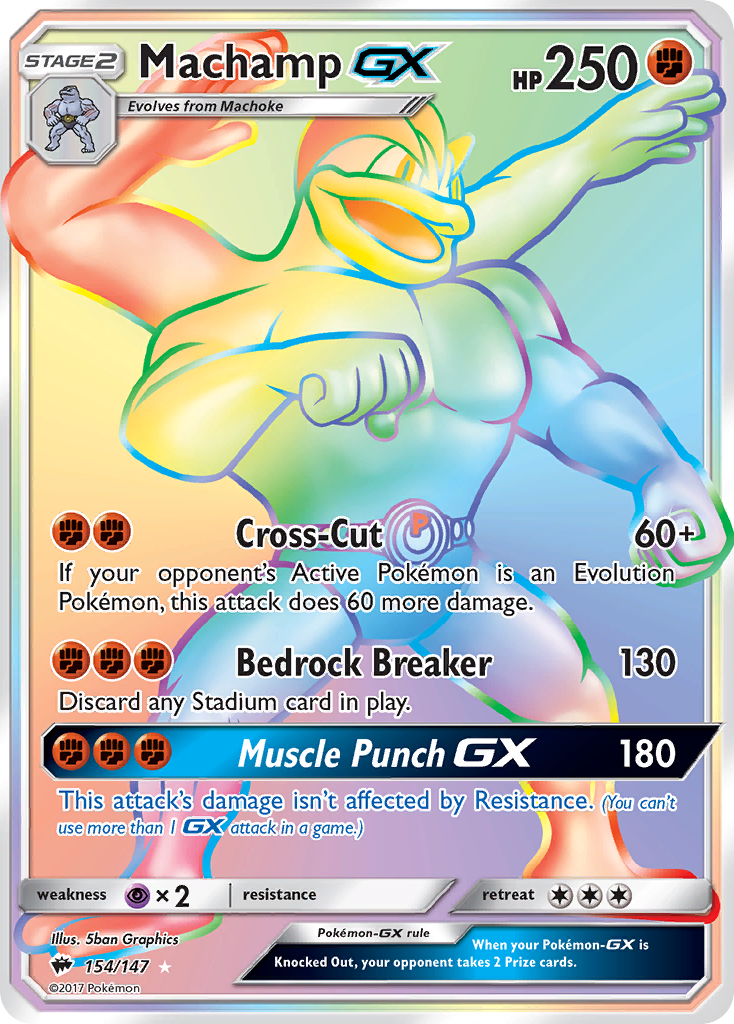 STAGE2 Machamp GX HP 250
Evolves from Machoke
Cross-Cut 60+
If your opponent's Active Pokémon is an Evolution
Pokémon, this attack does 60 more damage.
Bedrock Breaker 130
Discard any Stadium card in play.
Muscle Punch GX 180
This attack's damage isn't affected by Resistance. (You can't
use more than 1 GX attack in a game.)
weakness ×2 resistance retreat
Illus. 5ban Graphics
154/147
©2017 Pokémon
Pokémon-GX rule
When your Pokémon-GX is
Knocked Out, your opponent takes 2 Prize cards.